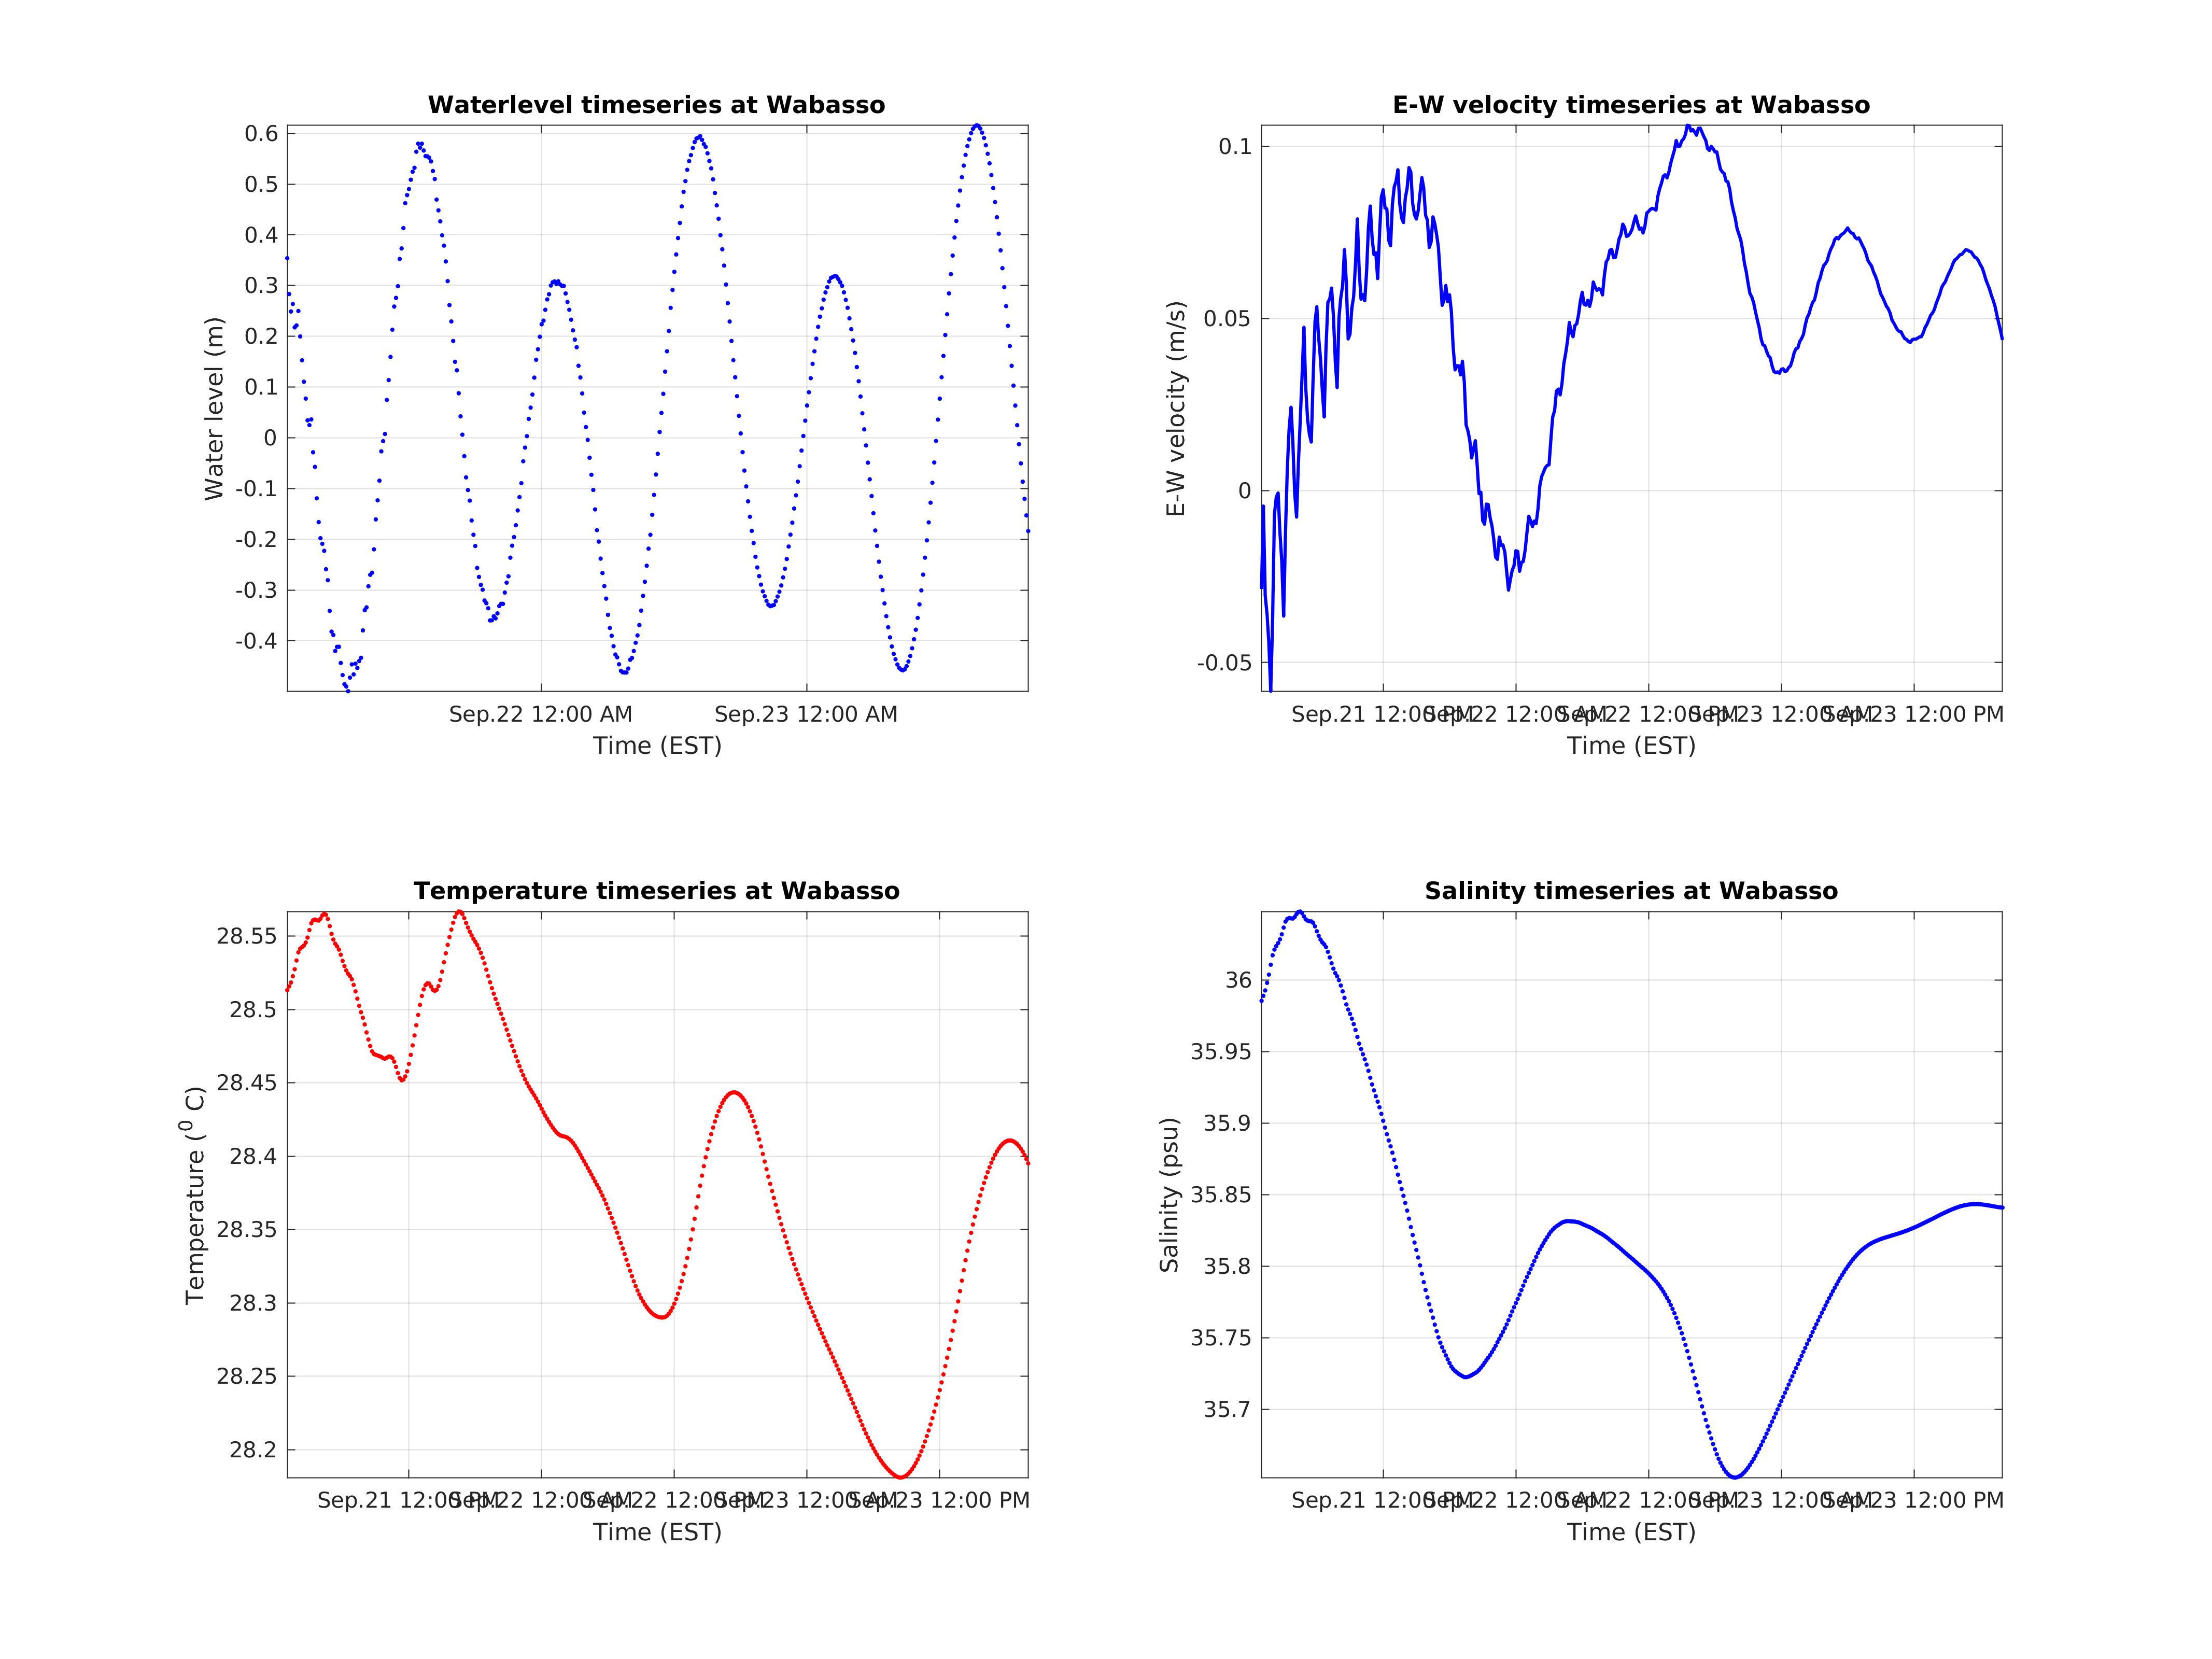 Waterlevel timeseries at Wabasso
0.6
0.5
0.4
0.3
0.2
0.1
0
-0.1
-0.2
-0.3
-0.4
Water level (m)
Sep.22 12:00 AM
Sep.23 12:00 AM
Time (EST)
E-W velocity timeseries at Wabasso
0.1
0.05
0
-0.05
E-W velocity (m/s)
Sep.21 12:00 PM
Sep.22 12:00 AM
Sep.22 12:00 PM
Sep.23 12:00 AM
Sep.23 12:00 PM
Time (EST)
Temperature timeseries at Wabasso
28.55
28.5
28.45
28.4
28.35
28.3
28.25
28.2
Temperature (⁰ C)
Sep.21 12:00 PM
Sep.22 12:00 AM
Sep.22 12:00 PM
Sep.23 12:00 AM
Sep.23 12:00 PM
Time (EST)
Salinity timeseries at Wabasso
36
35.95
35.9
35.85
35.8
35.75
35.7
Salinity (psu)
Sep.21 12:00 PM
Sep.22 12:00 AM
Sep.22 12:00 PM
Sep.23 12:00 AM
Sep.23 12:00 PM
Time (EST)